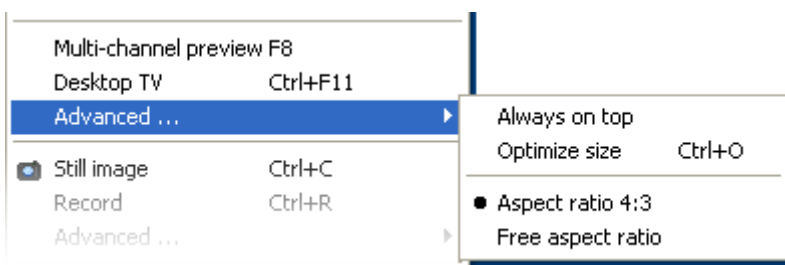 Multi-channel preview F8
Desktop TV Ctrl+F11
Advanced ...
Still image Ctrl+C
Record Ctrl+R
Advanced ...
Always on top
Optimize size Ctrl+O
Aspect ratio 4:3
Free aspect ratio